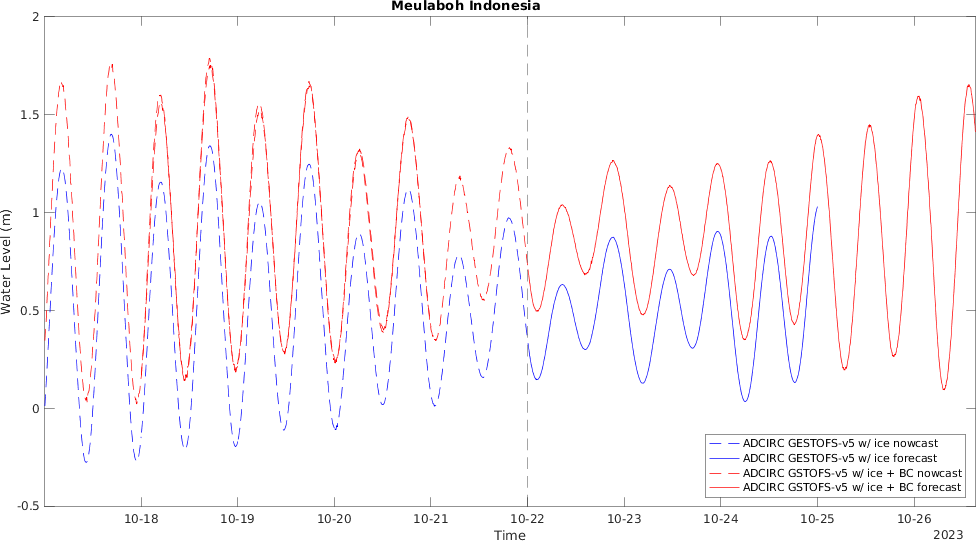 Meulaboh Indonesia
2
1.5
1
0.5
0
-0.5
Water Level (m)
ADCIRC GESTOFS-v5 w/ ice nowcast
ADCIRC GESTOFS-v5 w/ ice forecast
ADCIRC GSTOFS-v5 w/ ice + BC nowcast
ADCIRC GSTOFS-v5 w/ ice + BC forecast
10-18 10-19 10-20 10-21 10-22 10-23 10-24 10-25 10-26
Time
2023